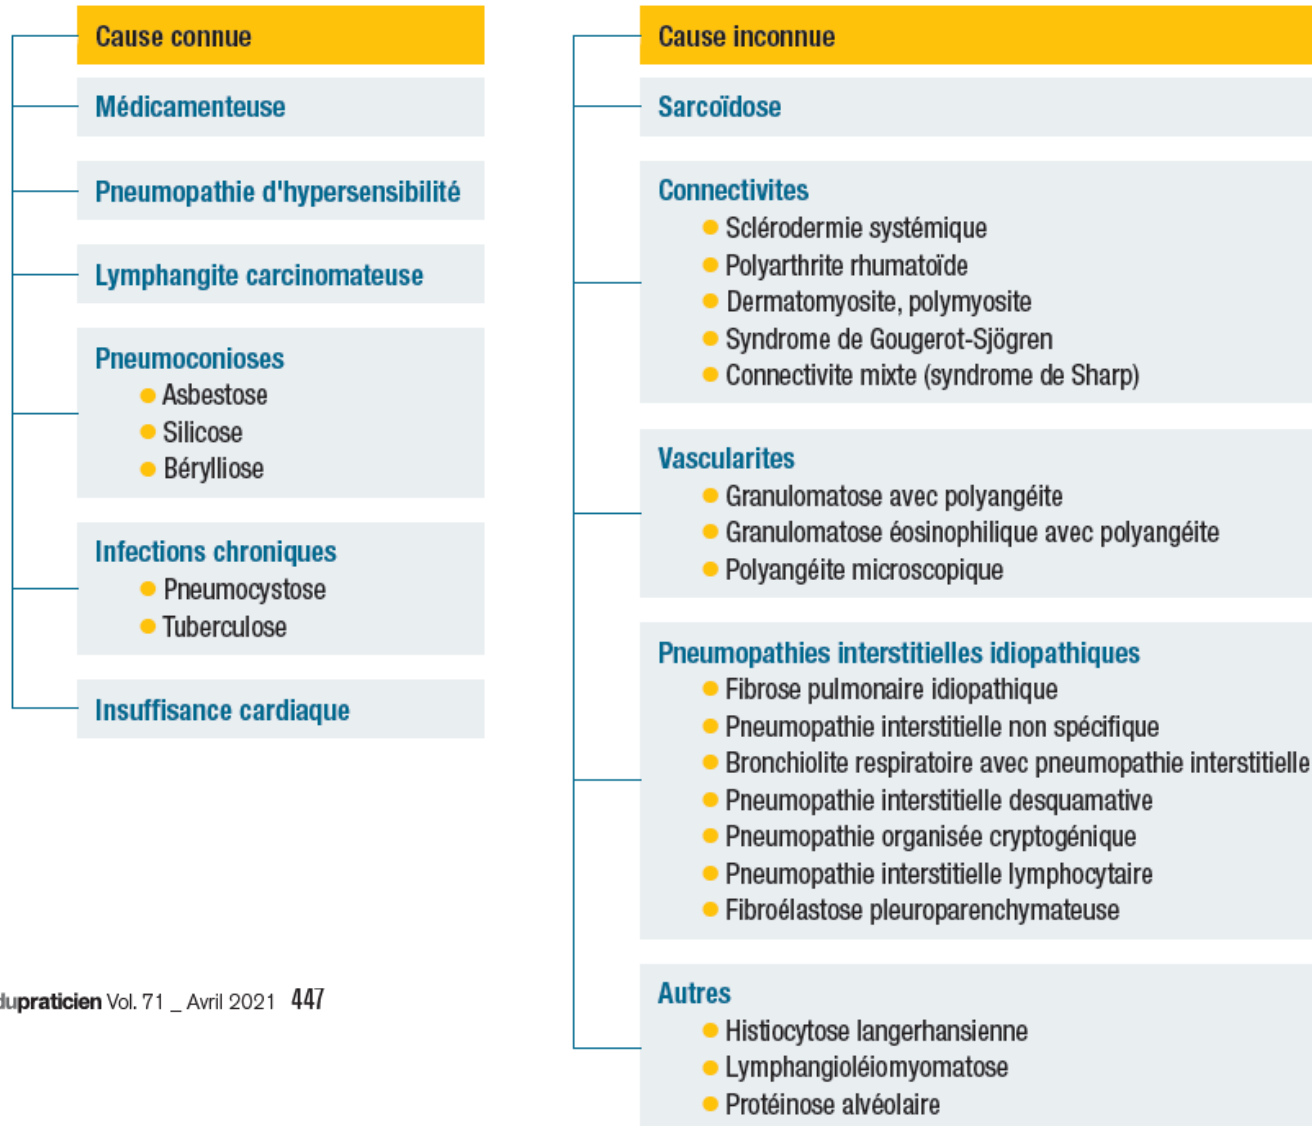 Cause connue
Médicamenteuse
Pneumopathie d'hypersensibilité
Lymphangite carcinomateuse
Pneumoconioses
Asbestose
Silicose
Bérylliose
Infections chroniques
Pneumocystose
Tuberculose
Insuffisance cardiaque
Cause inconnue
Sarcoïdose
Connectivites
Sclérodermie systémique
Polyarthrite rhumatoïde
Dermatomyosite, polymyosite
Syndrome de Gougerot-Sjögren
Connectivite mixte (syndrome de Sharp)
Vascularites
Granulomatose avec polyangéite
Granulomatose éosinophilique avec polyangéite
Polyangéite microscopique
Pneumopathies interstitielles idiopathiques
Fibrose pulmonaire idiopathique
Pneumopathie interstitielle non spécifique
Bronchiolite respiratoire avec pneumopathie interstitielle
Pneumopathie interstitielle desquamative
Pneumopathie organisée cryptogénique
Pneumopathie interstitielle lymphocytaire
Fibroélastose pleuroparenchymateuse
Autres
Histiocytose langerhansienne
Lymphangioléiomyomatose
Protéinose alvéolaire
dupraticien Vol. 71 _ Avril 2021 447